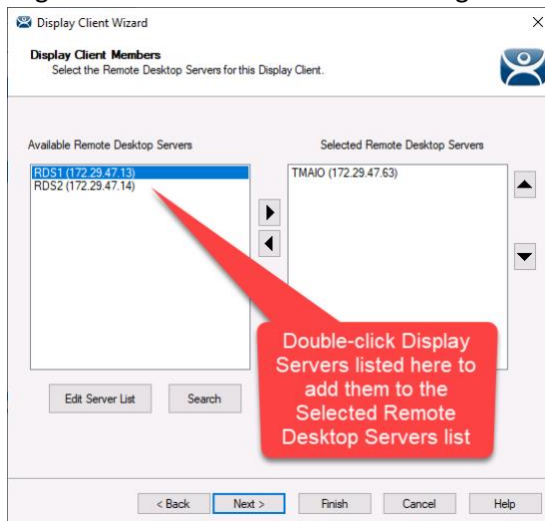 Display Client Wizard
Display Client Members
Select the Remote Desktop Servers for this Display Client.
Available Remote Desktop Servers
Selected Remote Desktop Servers
RDS1 (172.29.47.13)
RDS2 (172.29.47.14)
TMAIO (172.29.47.63)
Double-click Display
Servers listed here to
add them to the
Selected Remote
Desktop Servers list
Edit Server List
Search
< Back
Next >
Finish
Cancel
Help